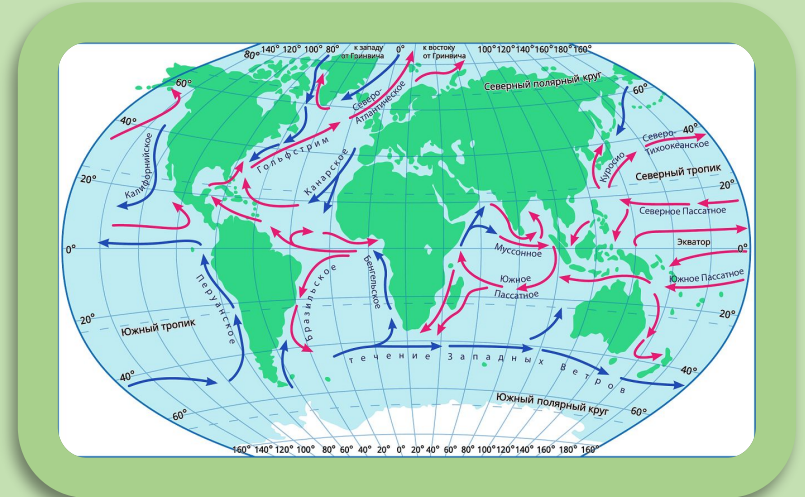 140° 120° 100° 80°
к западу
от Гринвича
0°
к востоку
от Гринвича
100°120°140°160°180°160°
80°
60°
40°
20°
0°
20°
40°
60°
Северный полярный круг
60°
Северо-
Атлантическое
Гольфстрим
Канарское
Калифорнийское
Куросио
Северо-
Тихоокеанское
40°
Северный тропик
20°
Северное Пассатное
Экватор
0°
Муссонное
Южное
Пассатное
Южное Пассатное
20°
Перуанское
Бразильское
Бенгельское
Южный тропик
течение Западных Ветров
40°
Южный полярный круг
60°
160° 140° 120° 100° 80° 60° 40° 20° 0° 20° 40° 60° 80° 100°120°140°160°180°160°